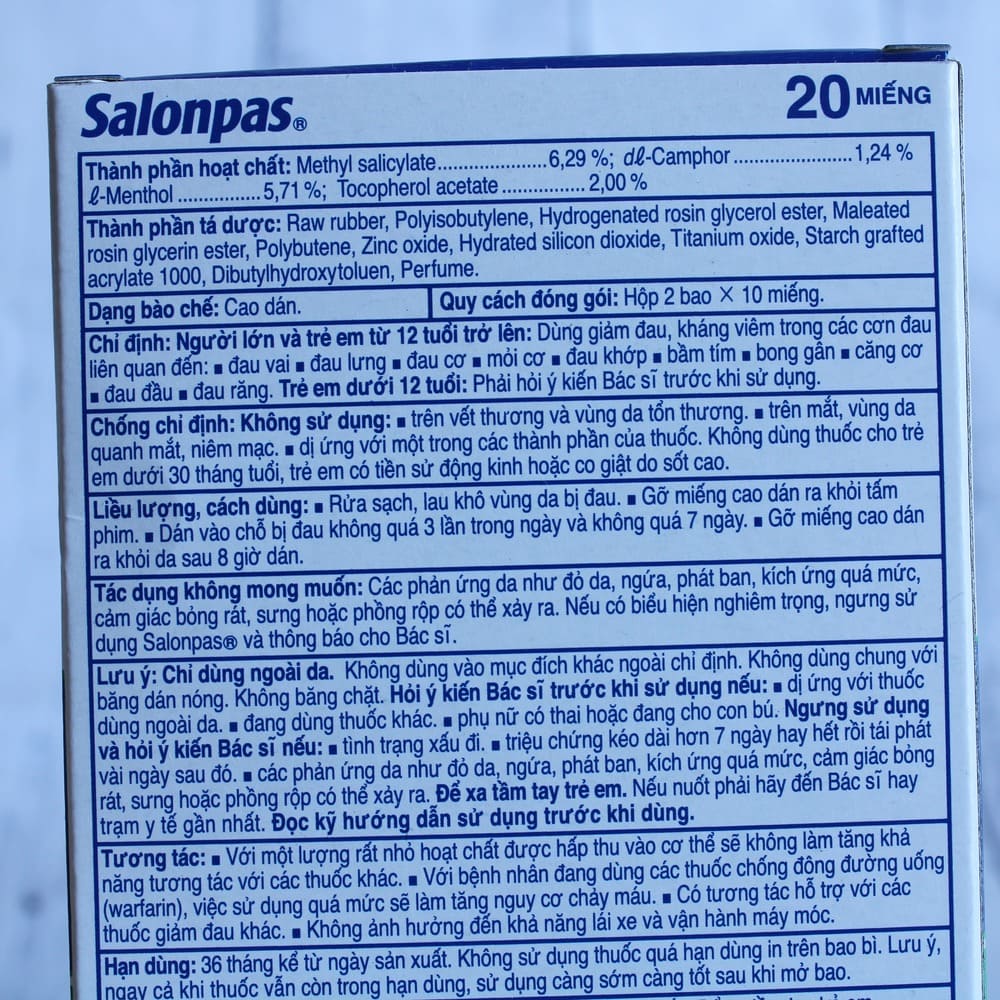 Salonpas®
20 MIẾNG
Thành phần hoạt chất: Methyl salicylate....................6,29 %; dℓ-Camphor......................1,24 %
ℓ-Menthol................5,71 %; Tocopherol acetate................ 2,00 %
Thành phần tá dược: Raw rubber, Polyisobutylene, Hydrogenated rosin glycerol ester, Maleated
rosin glycerin ester, Polybutene, Zinc oxide, Hydrated silicon dioxide, Titanium oxide, Starch grafted
acrylate 1000, Dibutylhydroxytoluen, Perfume.
Dạng bào chế: Cao dán.
Quy cách đóng gói: Hộp 2 bao × 10 miếng.
Chỉ định: Người lớn và trẻ em từ 12 tuổi trở lên: Dùng giảm đau, kháng viêm trong các cơn đau
liên quan đến: ■ đau vai ■ đau lưng ■ đau cơ ■ mỏi cơ ■ đau khớp ■ bầm tím ■ bong gân ■ căng cơ
■ đau đầu ■ đau răng. Trẻ em dưới 12 tuổi: Phải hỏi ý kiến Bác sĩ trước khi sử dụng.
Chống chỉ định: Không sử dụng: ■ trên vết thương và vùng da tổn thương. ■ trên mắt, vùng da
quanh mắt, niêm mạc. ■ dị ứng với một trong các thành phần của thuốc. Không dùng thuốc cho trẻ
em dưới 30 tháng tuổi, trẻ em có tiền sử động kinh hoặc co giật do sốt cao.
Liều lượng, cách dùng: ■ Rửa sạch, lau khô vùng da bị đau. ■ Gỡ miếng cao dán ra khỏi tấm
phim. ■ Dán vào chỗ bị đau không quá 3 lần trong ngày và không quá 7 ngày. ■ Gỡ miếng cao dán
ra khỏi da sau 8 giờ dán.
Tác dụng không mong muốn: Các phản ứng da như đỏ da, ngứa, phát ban, kích ứng quá mức,
cảm giác bỏng rát, sưng hoặc phồng rộp có thể xảy ra. Nếu có biểu hiện nghiêm trọng, ngưng sử
dụng Salonpas® và thông báo cho Bác sĩ.
Lưu ý: Chỉ dùng ngoài da. Không dùng vào mục đích khác ngoài chỉ định. Không dùng chung với
băng dán nóng. Không băng chặt. Hỏi ý kiến Bác sĩ trước khi sử dụng nếu: ■ dị ứng với thuốc
dùng ngoài da. ■ đang dùng thuốc khác. ■ phụ nữ có thai hoặc đang cho con bú. Ngưng sử dụng
và hỏi ý kiến Bác sĩ nếu: ■ tình trạng xấu đi. ■ triệu chứng kéo dài hơn 7 ngày hay hết rồi tái phát
vài ngày sau đó. ■ các phản ứng da như đỏ da, ngứa, phát ban, kích ứng quá mức, cảm giác bỏng
rát, sưng hoặc phồng rộp có thể xảy ra. Để xa tầm tay trẻ em. Nếu nuốt phải hãy đến Bác sĩ hay
trạm y tế gần nhất. Đọc kỹ hướng dẫn sử dụng trước khi dùng.
Tương tác: ■ Với một lượng rất nhỏ hoạt chất được hấp thu vào cơ thể sẽ không làm tăng khả
năng tương tác với các thuốc khác. ■ Với bệnh nhân đang dùng các thuốc chống đông đường uống
(warfarin), việc sử dụng quá mức sẽ làm tăng nguy cơ chảy máu. ■ Có tương tác hỗ trợ với các
thuốc giảm đau khác. ■ Không ảnh hưởng đến khả năng lái xe và vận hành máy móc.
Hạn dùng: 36 tháng kể từ ngày sản xuất. Không sử dụng thuốc quá hạn dùng in trên bao bì. Lưu ý,
ngay cả khi thuốc vẫn còn trong hạn dùng, sử dụng càng sớm càng tốt sau khi mở bao.